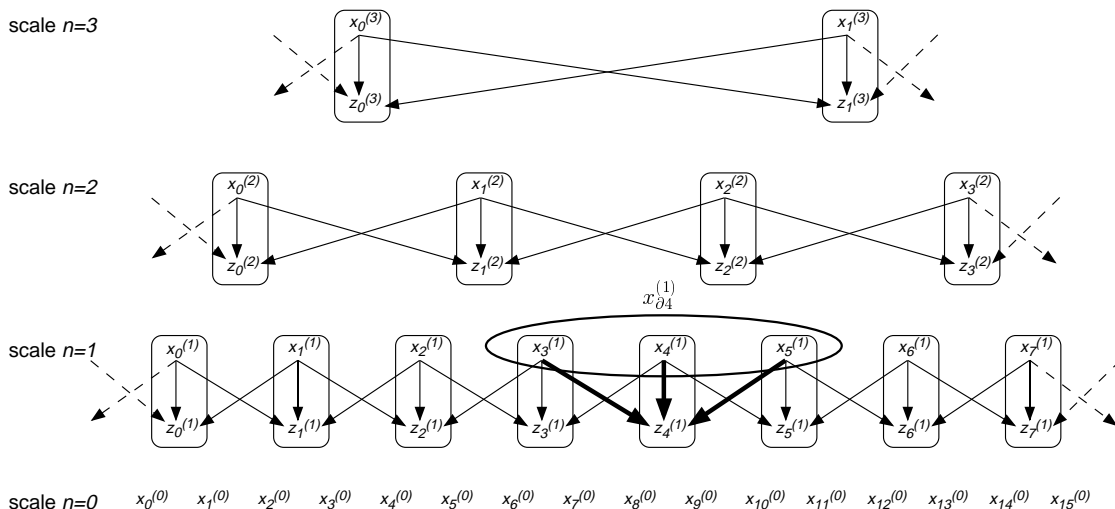 scale n=3 x₀⁽³⁾ x₁⁽³⁾
z₀⁽³⁾ z₁⁽³⁾
scale n=2 x₀⁽²⁾ x₁⁽²⁾ x₂⁽²⁾ x₃⁽²⁾
z₀⁽²⁾ z₁⁽²⁾ z₂⁽²⁾ z₃⁽²⁾
x_{∂4}^{(1)}
scale n=1 x₀⁽¹⁾ x₁⁽¹⁾ x₂⁽¹⁾ x₃⁽¹⁾ x₄⁽¹⁾ x₅⁽¹⁾ x₆⁽¹⁾ x₇⁽¹⁾
z₀⁽¹⁾ z₁⁽¹⁾ z₂⁽¹⁾ z₃⁽¹⁾ z₄⁽¹⁾ z₅⁽¹⁾ z₆⁽¹⁾ z₇⁽¹⁾
scale n=0 x₀⁽⁰⁾ x₁⁽⁰⁾ x₂⁽⁰⁾ x₃⁽⁰⁾ x₄⁽⁰⁾ x₅⁽⁰⁾ x₆⁽⁰⁾ x₇⁽⁰⁾ x₈⁽⁰⁾ x₉⁽⁰⁾ x₁₀⁽⁰⁾ x₁₁⁽⁰⁾ x₁₂⁽⁰⁾ x₁₃⁽⁰⁾ x₁₄⁽⁰⁾ x₁₅⁽⁰⁾